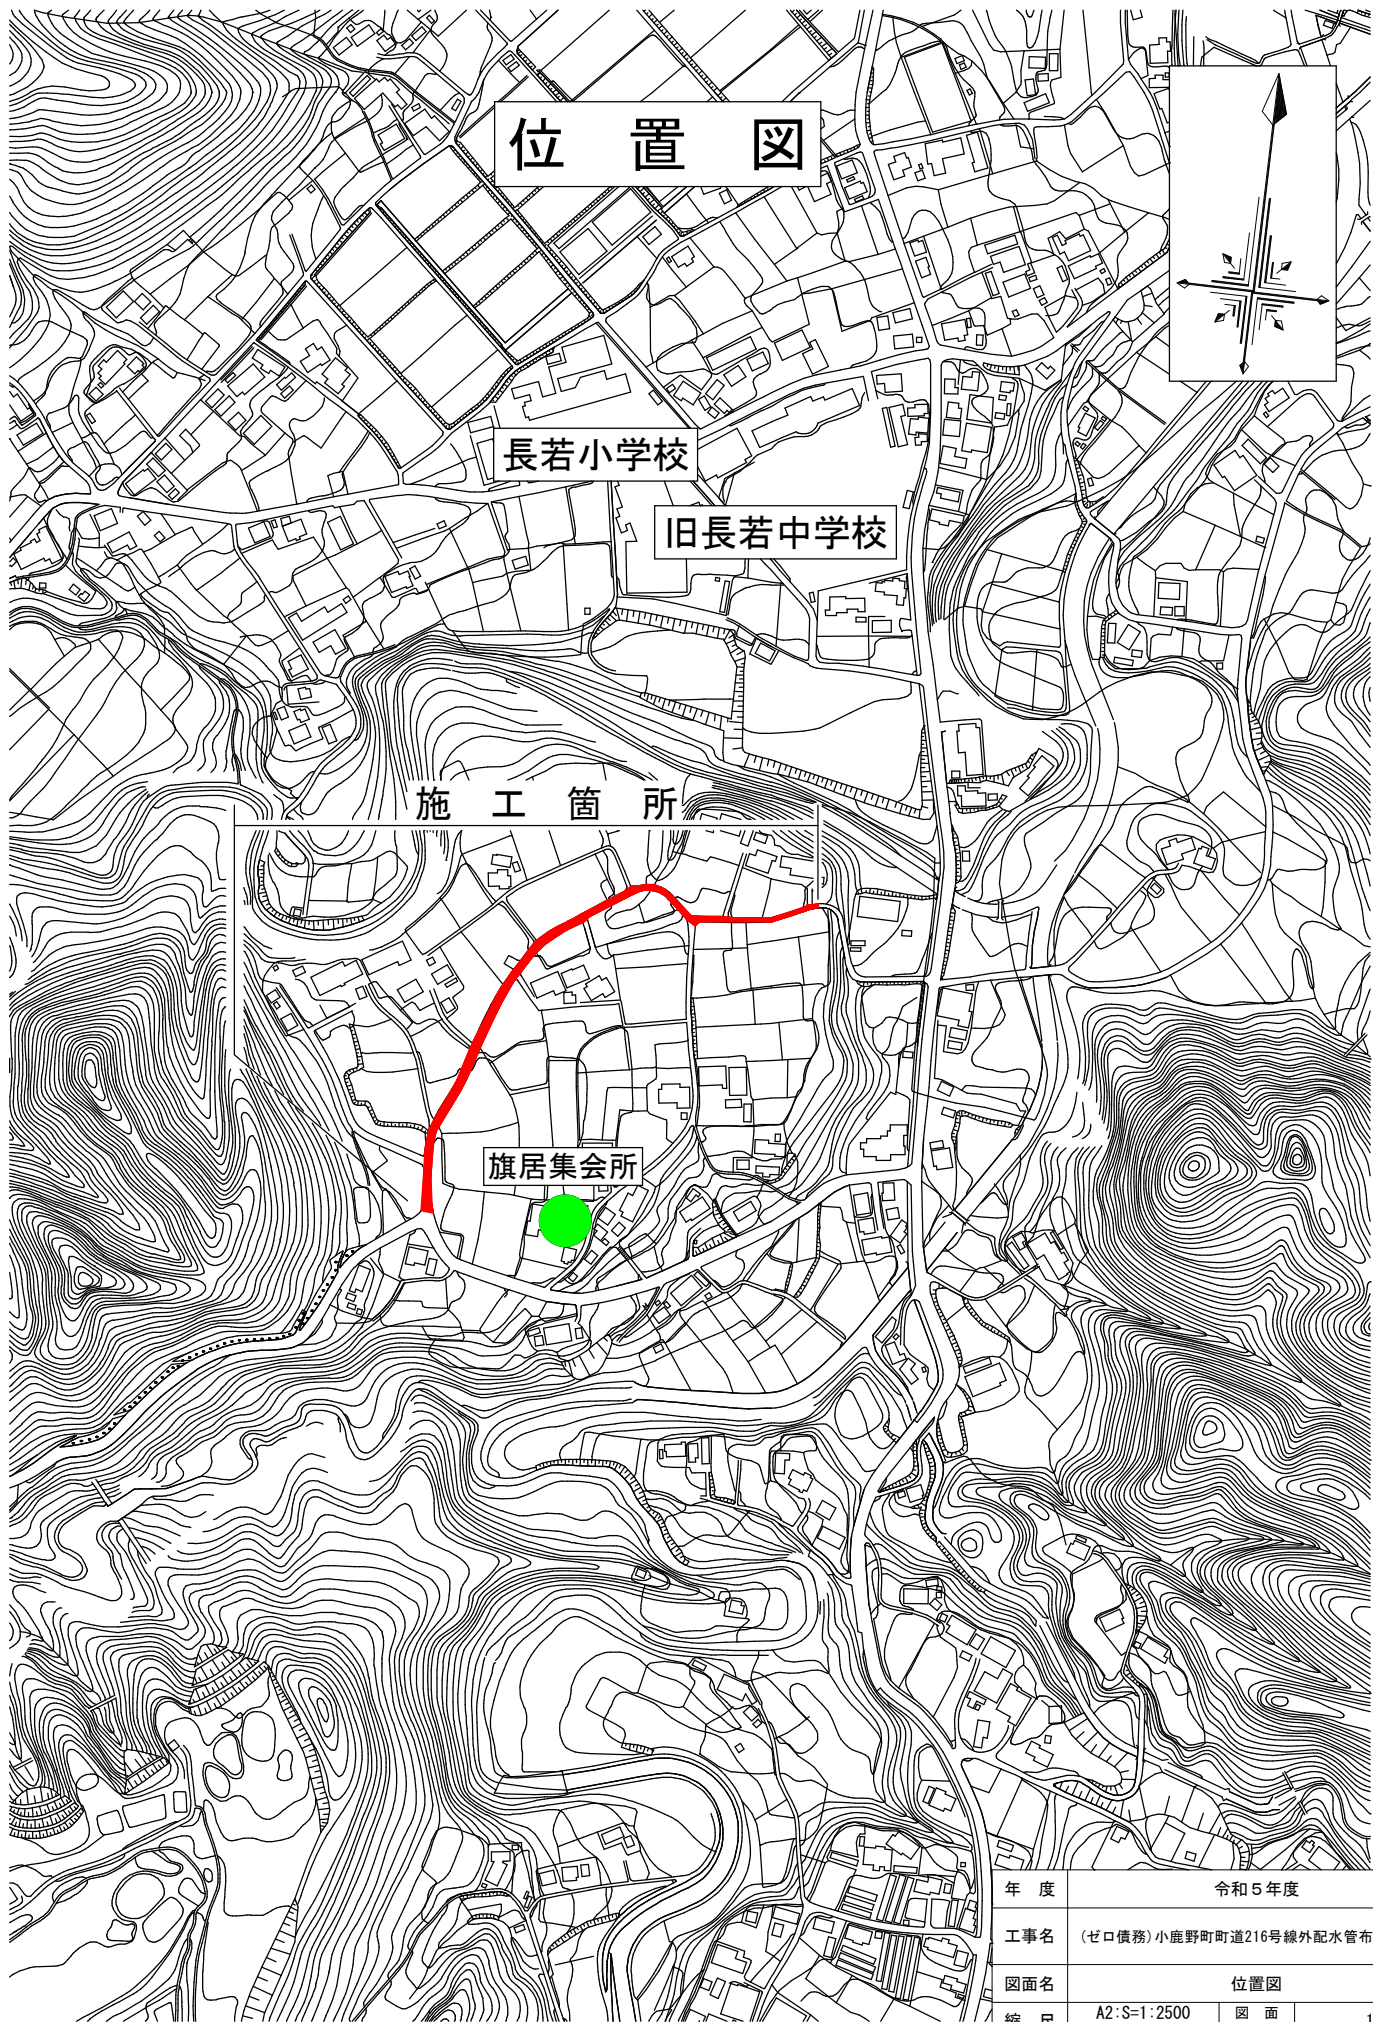 位置図
長若小学校
旧長若中学校
施工箇所
旗居集会所
年度 令和5年度
工事名 (ゼロ債務)小鹿野町町道216号線外配水管布
図面名 位置図
縮尺 A2:S=1:2500 図面 1